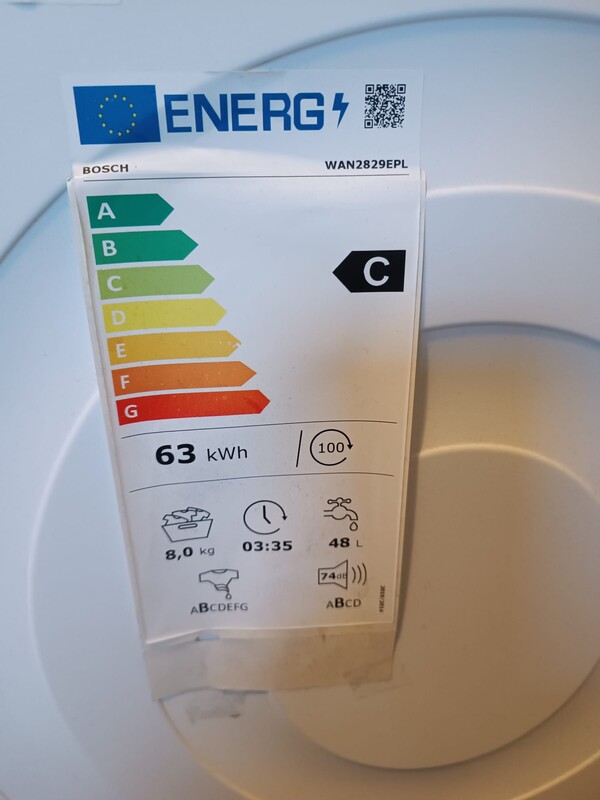 ENERG
BOSCH WAN2829EPL
A
B
C
C
D
E
F
G
63 kWh / 100
8,0 kg 03:35 48 L
74dB
ABCDEFG ABCD